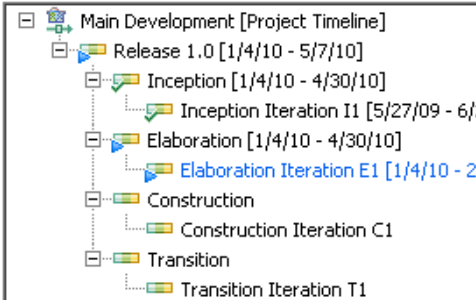 Main Development [Project Timeline]
Release 1.0 [1/4/10 - 5/7/10]
Inception [1/4/10 - 4/30/10]
Inception Iteration I1 [5/27/09 - 6/
Elaboration [1/4/10 - 4/30/10]
Elaboration Iteration E1 [1/4/10 - 2
Construction
Construction Iteration C1
Transition
Transition Iteration T1